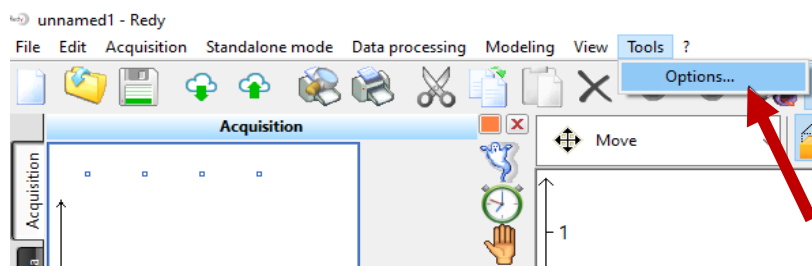 unnamed1 - Redy
File Edit Acquisition Standalone mode Data processing Modeling View Tools ?
Options...
Acquisition
Move
Acquisition
1